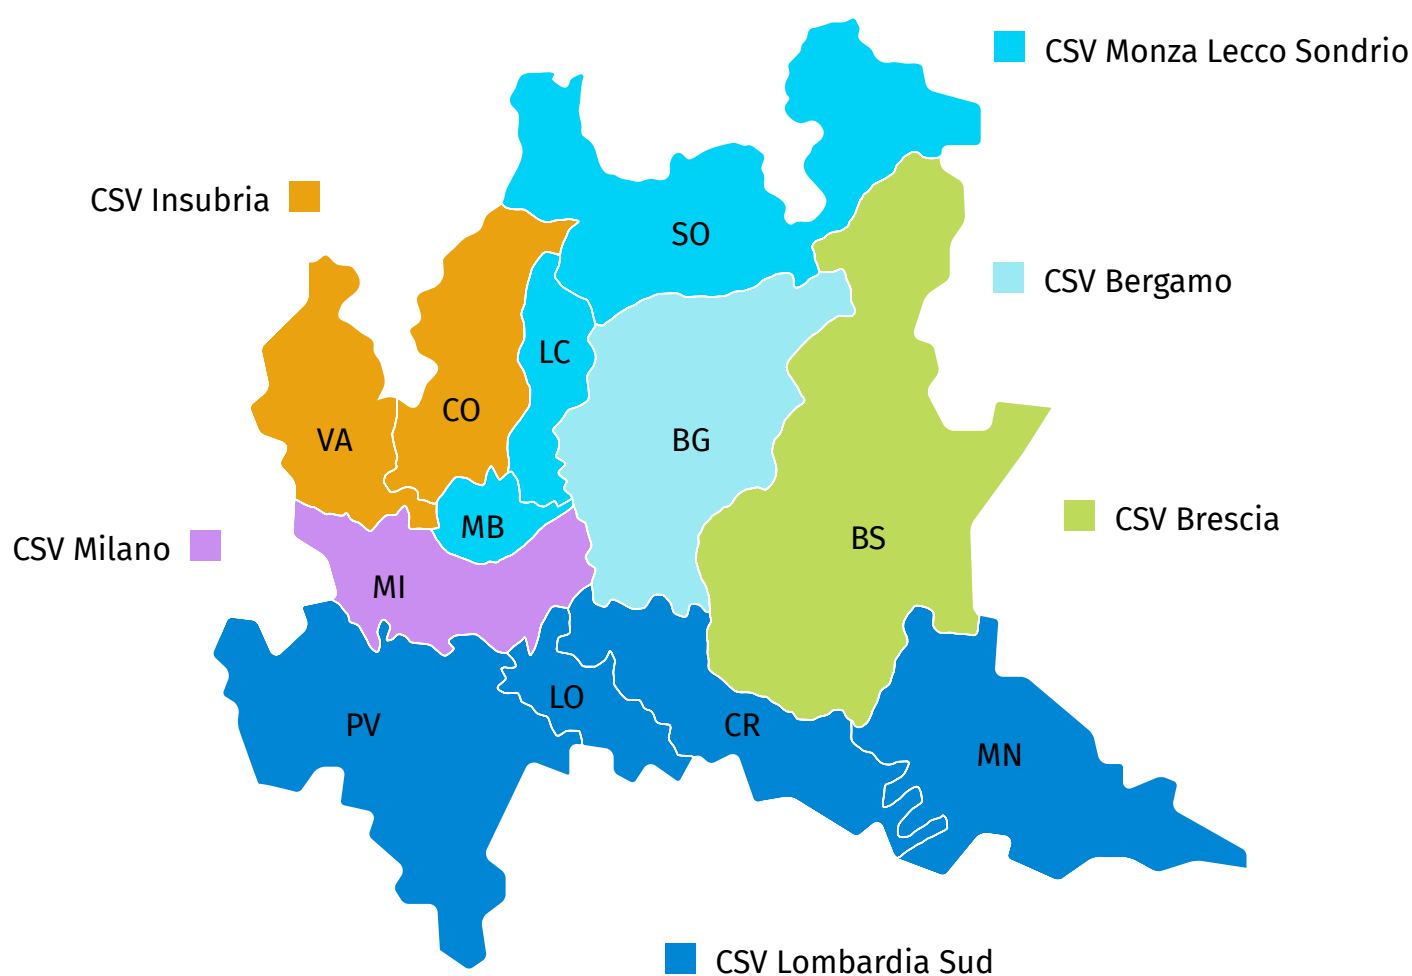 CSV Monza Lecco Sondrio
CSV Insubria
SO
CSV Bergamo
LC
CO
VA
BG
CSV Brescia
MB
BS
CSV Milano
MI
LO
PV
CR
MN
CSV Lombardia Sud